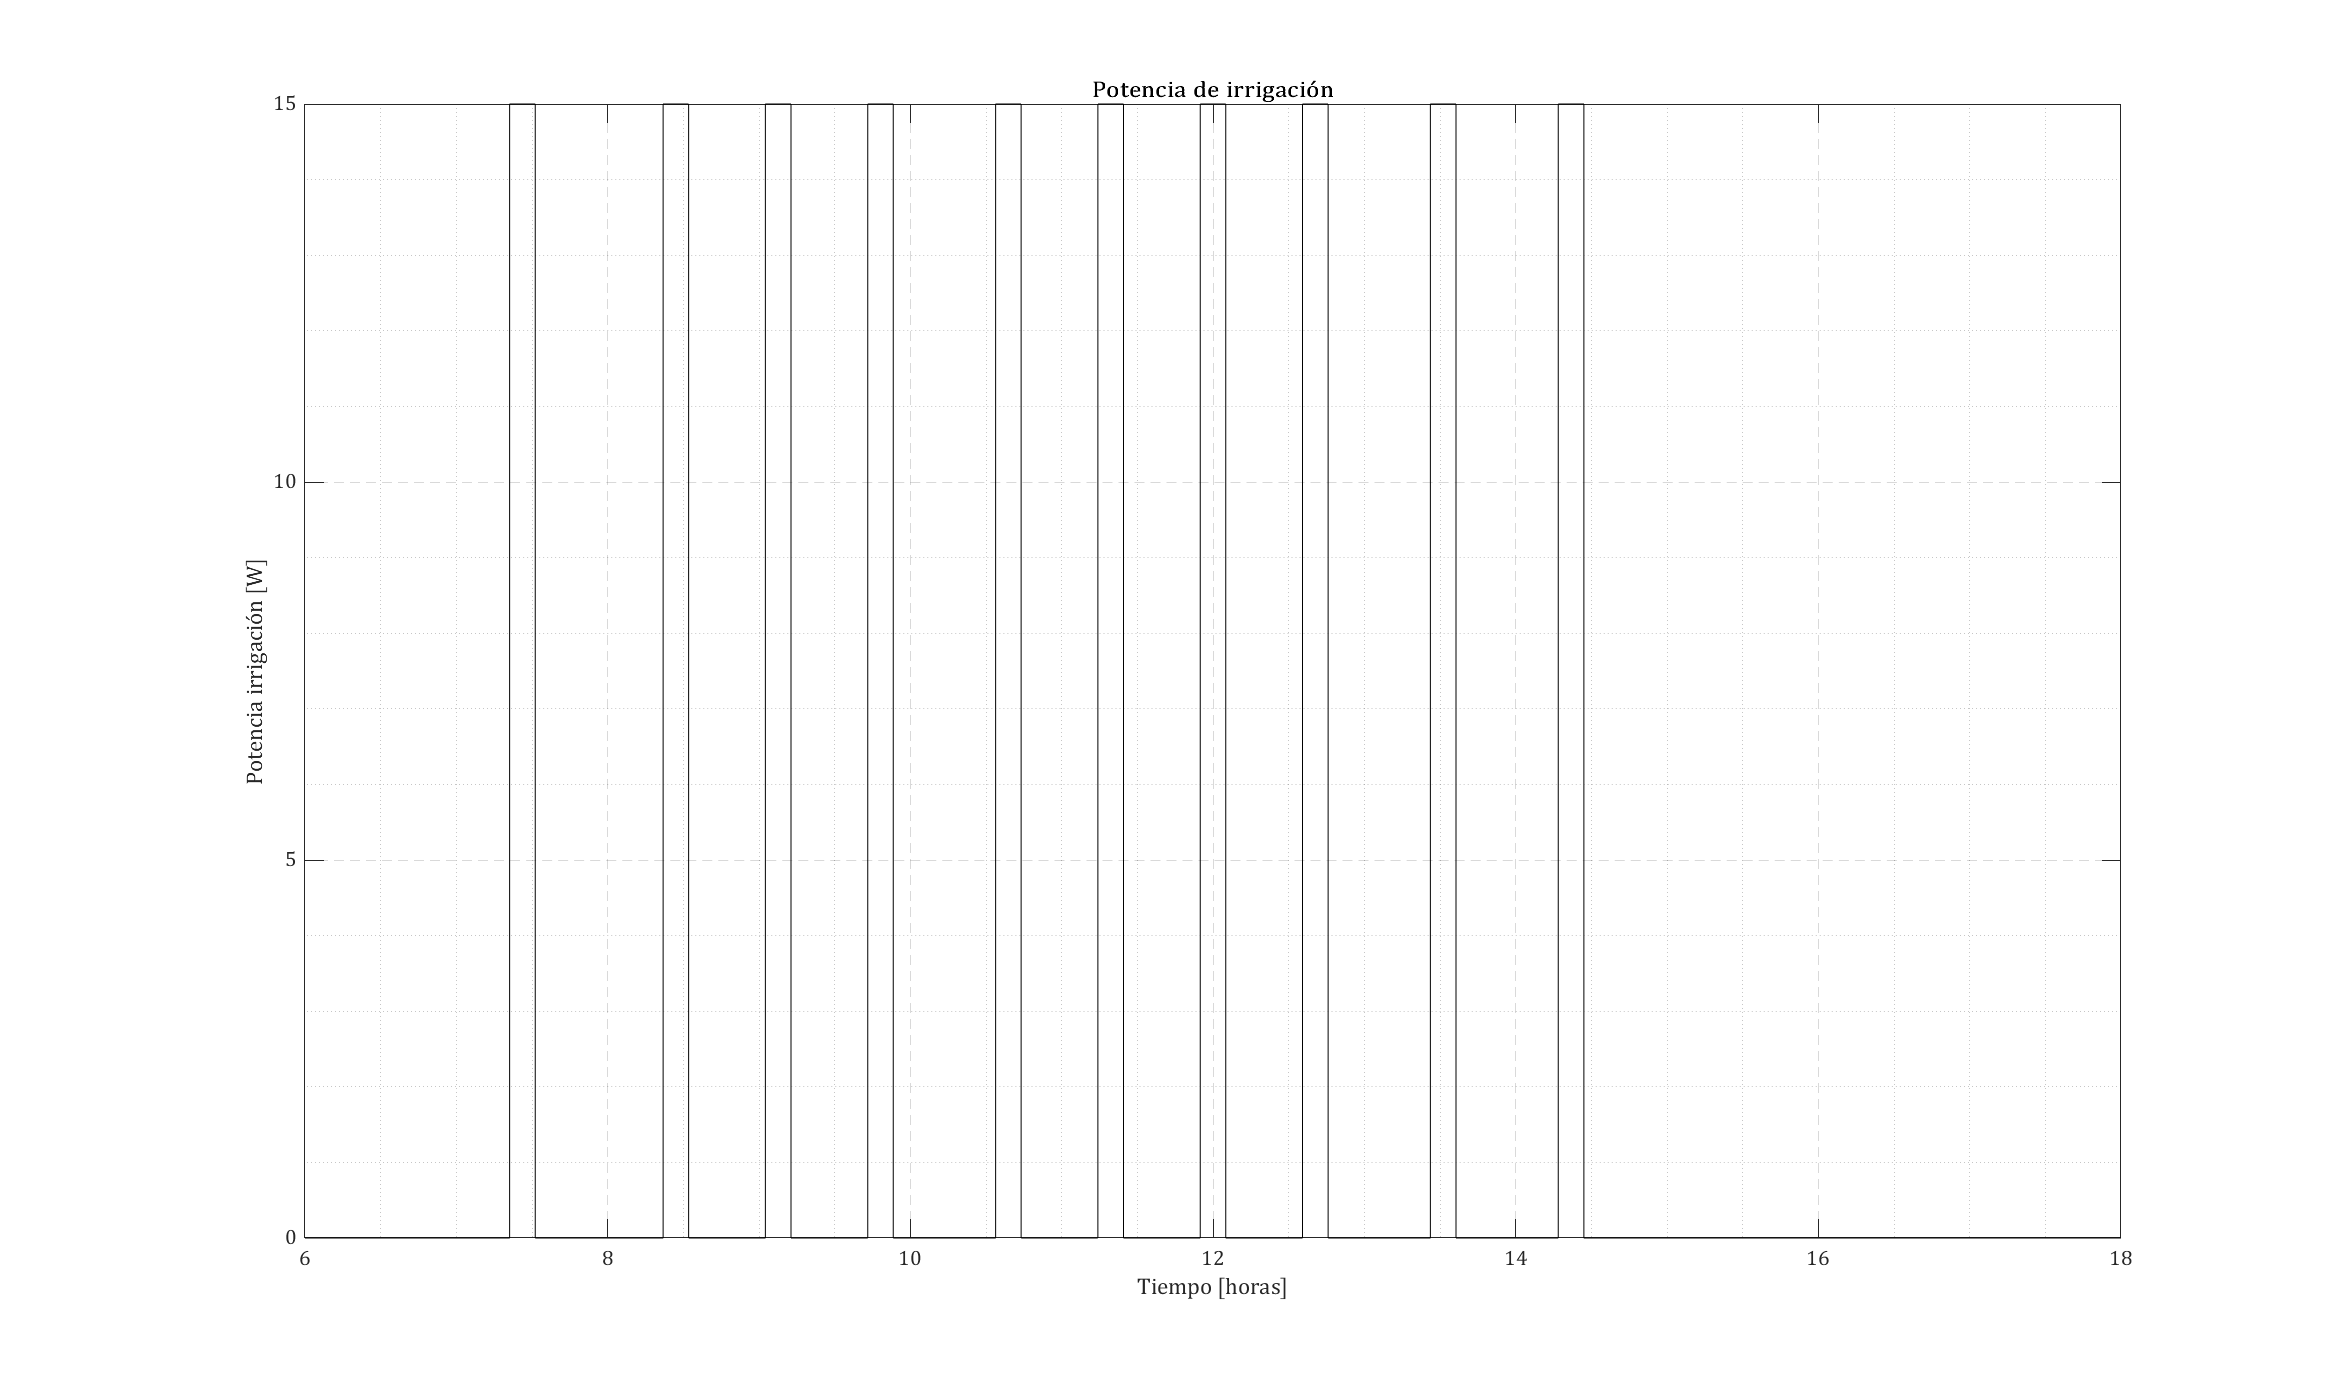 Potencia de irrigación
15
10
5
0
Potencia irrigación [W]
6 8 10 12 14 16 18
Tiempo [horas]